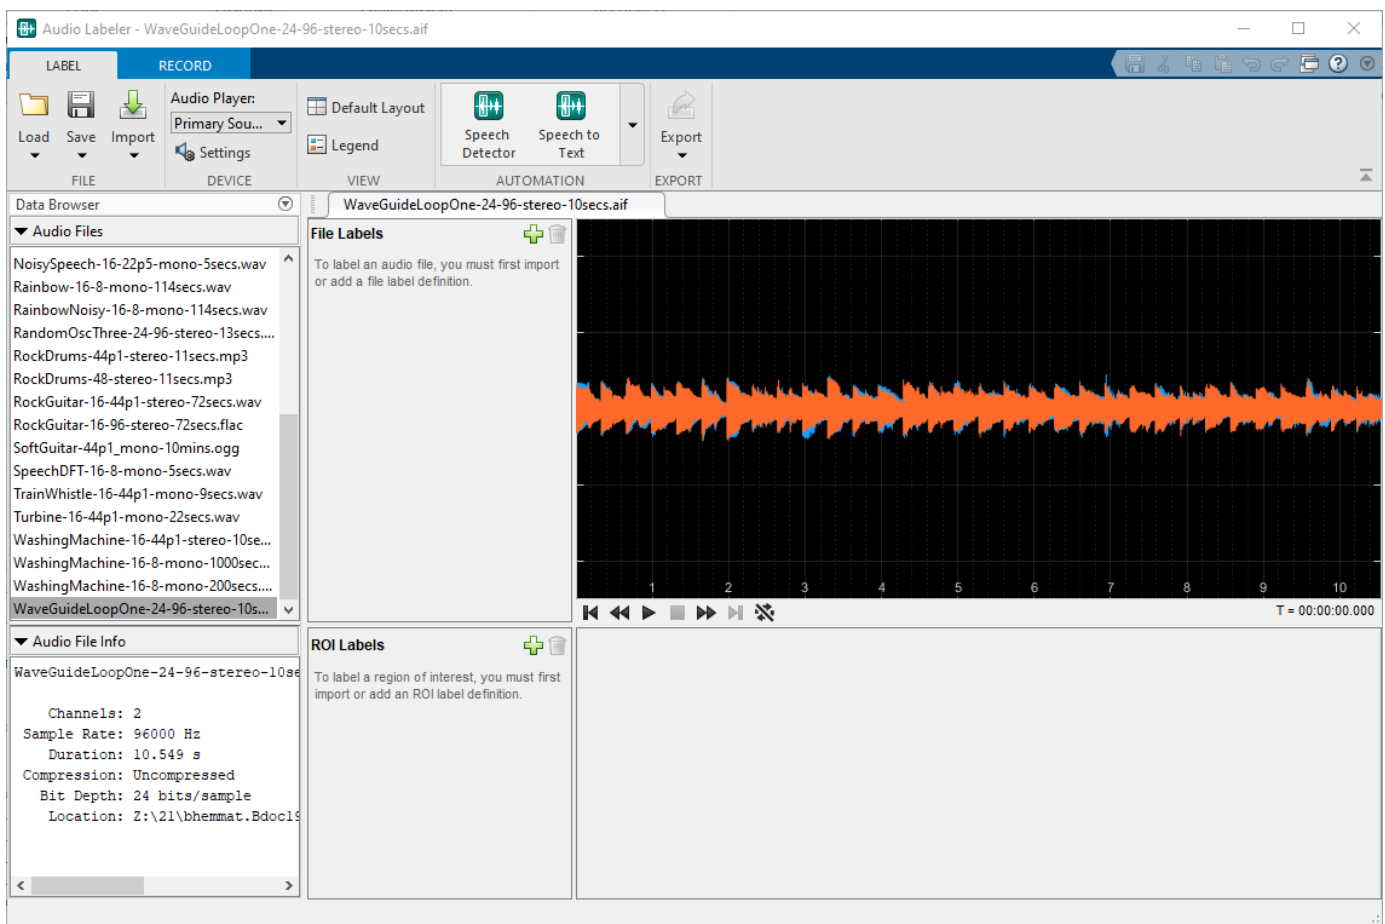 Audio Labeler - WaveGuideLoopOne-24-96-stereo-10secs.aif
LABEL RECORD
Load Save Import
FILE
Audio Player:
Primary Sou...
Settings
DEVICE
Default Layout
Legend
VIEW
Speech Detector
Speech to Text
AUTOMATION
Export
EXPORT
Data Browser
Audio Files
NoisySpeech-16-22p5-mono-5secs.wav
Rainbow-16-8-mono-114secs.wav
RainbowNoisy-16-8-mono-114secs.wav
RandomOscThree-24-96-stereo-13secs....
RockDrums-44p1-stereo-11secs.mp3
RockDrums-48-stereo-11secs.mp3
RockGuitar-16-44p1-stereo-72secs.wav
RockGuitar-16-96-stereo-72secs.flac
SoftGuitar-44p1_mono-10mins.ogg
SpeechDFT-16-8-mono-5secs.wav
TrainWhistle-16-44p1-mono-9secs.wav
Turbine-16-44p1-mono-22secs.wav
WashingMachine-16-44p1-stereo-10se...
WashingMachine-16-8-mono-1000sec...
WashingMachine-16-8-mono-200secs....
WaveGuideLoopOne-24-96-stereo-10s...
Audio File Info
WaveGuideLoopOne-24-96-stereo-10se
Channels: 2
Sample Rate: 96000 Hz
Duration: 10.549 s
Compression: Uncompressed
Bit Depth: 24 bits/sample
Location: Z:\21\bhemmat.Bdoc19
WaveGuideLoopOne-24-96-stereo-10secs.aif
File Labels
To label an audio file, you must first import
or add a file label definition.
1 2 3 4 5 6 7 8 9 10
T = 00:00:00.000
ROI Labels
To label a region of interest, you must first
import or add an ROI label definition.